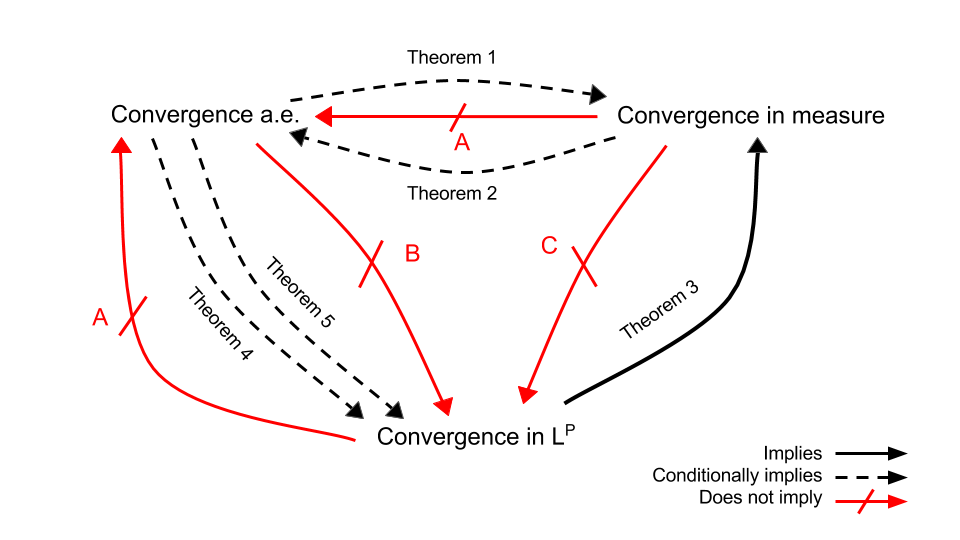 Theorem 1
Convergence a.e.
Convergence in measure
A
Theorem 2
B
C
Theorem 5
Theorem 3
A
Theorem 4
Convergence in L^P
Implies
Conditionally implies
Does not imply